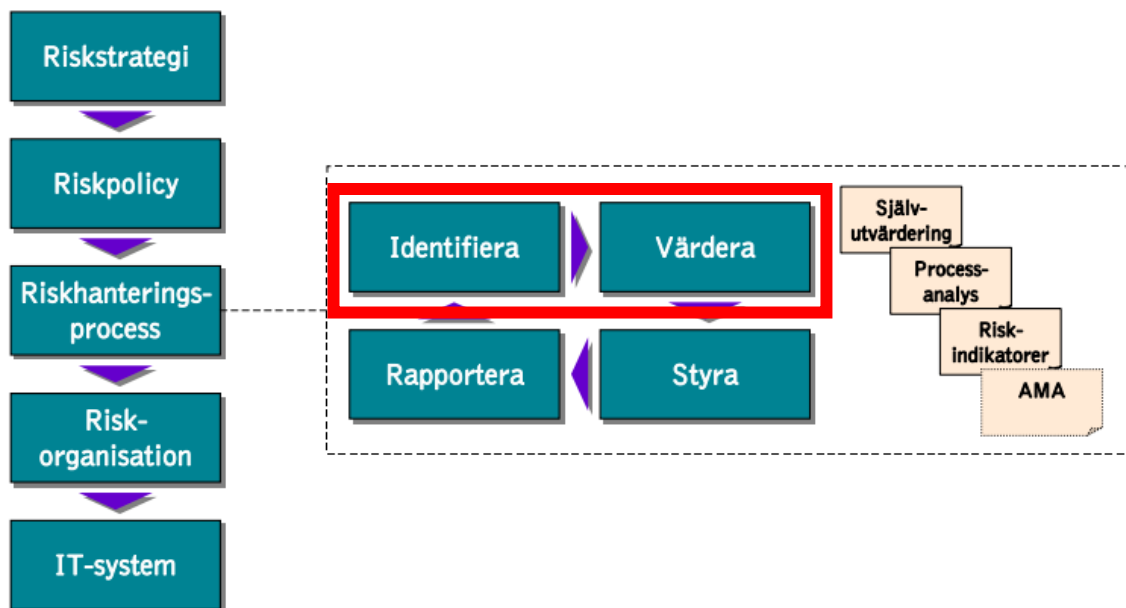 Riskstrategi
Riskpolicy
Riskhanterings-
process
Risk-
organisation
IT-system
Identifiera
Värdera
Rapportera
Styra
Själv-
utvärdering
Process-
analys
Risk-
indikatorer
AMA